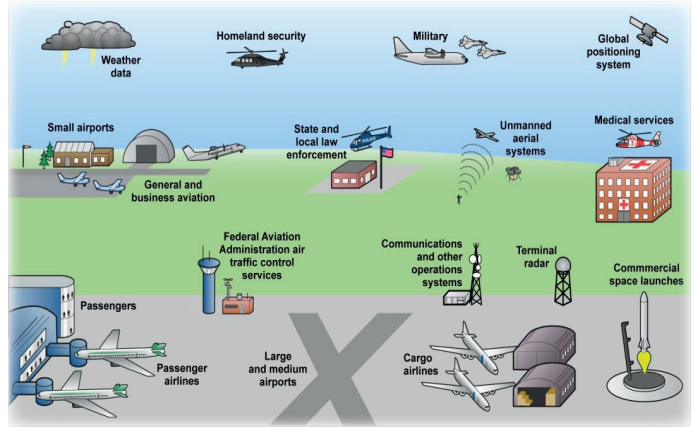 Weather
data
Homeland security
Military
Global
positioning
system
Small airports
General and
business aviation
State and
local law
enforcement
POLICE
Unmanned
aerial
systems
Medical services
Federal Aviation
Administration air
traffic control
services
Communications
and other
operations
systems
Terminal
radar
Commmercial
space launches
Passengers
Passenger
airlines
Large
and medium
airports
X
Cargo
airlines